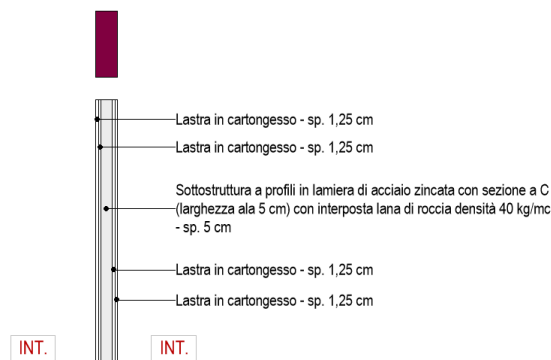 Lastra in cartongesso - sp. 1,25 cm
Lastra in cartongesso - sp. 1,25 cm
Sottostruttura a profili in lamiera di acciaio zincata con sezione a C
(larghezza ala 5 cm) con interposta lana di roccia densità 40 kg/mc
- sp. 5 cm
Lastra in cartongesso - sp. 1,25 cm
Lastra in cartongesso - sp. 1,25 cm
INT.
INT.